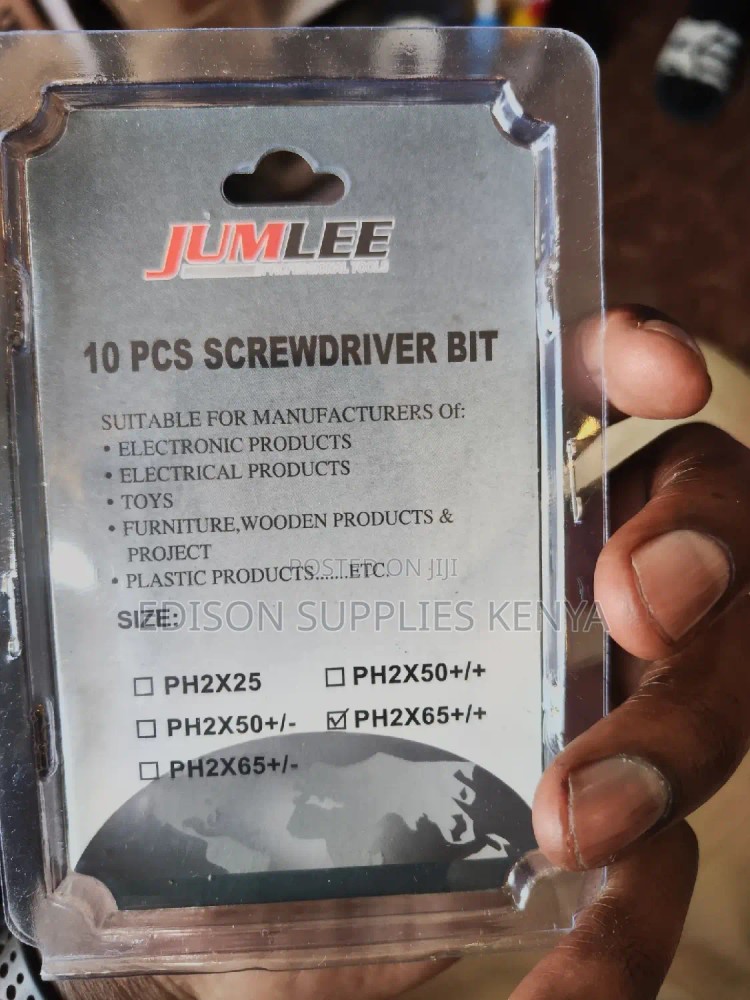 JUMLEE
PROFESSIONAL TOOLS
10 PCS SCREWDRIVER BIT
SUITABLE FOR MANUFACTURERS Of:
• ELECTRONIC PRODUCTS
• ELECTRICAL PRODUCTS
• TOYS
• FURNITURE,WOODEN PRODUCTS &
PROJECT
• PLASTIC PRODUCTS.......ETC.
POSTED ON JIJI
EDISON SUPPLIES KENYA
SIZE:
☐ PH2X25
☐ PH2X50+/+
☐ PH2X50+/-
☑ PH2X65+/+
☐ PH2X65+/-